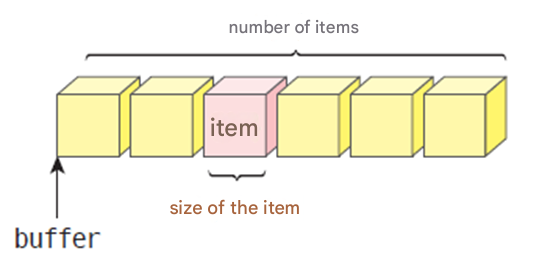 number of items
item
size of the item
buffer